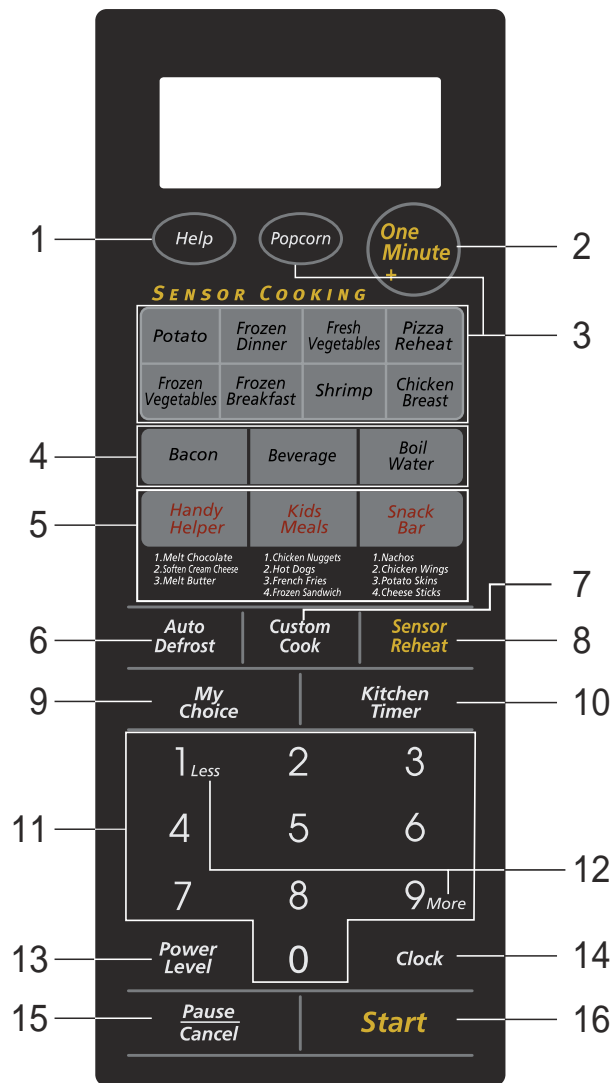 1
Help
Popcorn
One
Minute
+
2
SENSOR COOKING
Potato
Frozen
Dinner
Fresh
Vegetables
Pizza
Reheat
3
Frozen
Vegetables
Frozen
Breakfast
Shrimp
Chicken
Breast
4
Bacon
Beverage
Boil
Water
5
Handy
Helper
Kids
Meals
Snack
Bar
1.Melt Chocolate
2.Soften Cream Cheese
3.Melt Butter
1.Chicken Nuggets
2.Hot Dogs
3.French Fries
4.Frozen Sandwich
1.Nachos
2.Chicken Wings
3.Potato Skins
4.Cheese Sticks
7
6
Auto
Defrost
Custom
Cook
Sensor
Reheat
8
9
My
Choice
Kitchen
Timer
10
1 Less
2
3
11
4
5
6
12
7
8
9 More
13
Power
Level
0
Clock
14
15
Pause
Cancel
Start
16